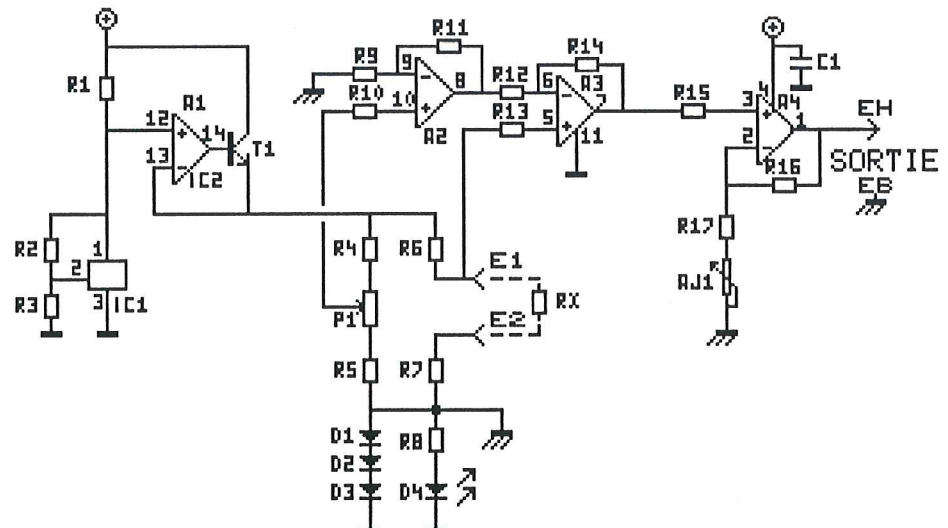 R1
A1
12
13
14
T1
IC2
R2
1
2
R3
3
IC1
R9
9
R11
8
R10
10
A2
R12
6
R14
A3
7
R13
5
11
R15
4
C1
3
A4
1
2
EH
SORTIE
EB
R16
R17
AJ1
R4
R6
E1
RX
P1
E2
R5
R7
D1
R8
D2
D3
D4